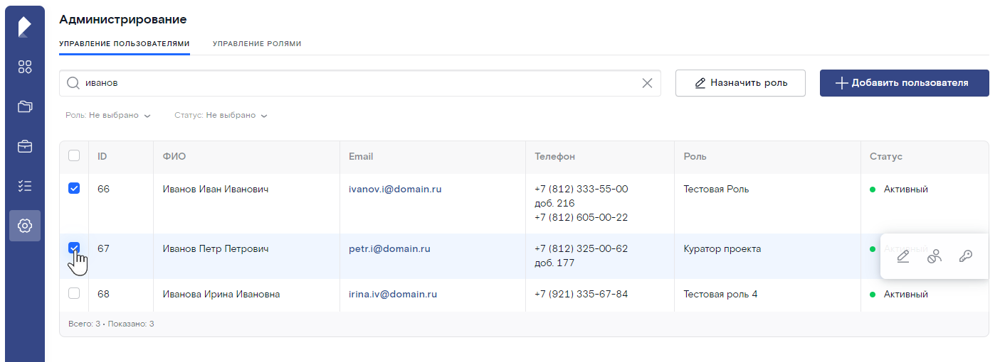 Администрирование
УПРАВЛЕНИЕ ПОЛЬЗОВАТЕЛЯМИ УПРАВЛЕНИЕ РОЛЯМИ
иванов Назначить роль Добавить пользователя
Роль: Не выбрано Статус: Не выбрано
ID ФИО Email Телефон Роль Статус
66 Иванов Иван Иванович ivanov.i@domain.ru +7 (812) 333-55-00 Тестовая Роль Активный
доб. 216
+7 (812) 605-00-22
67 Иванов Петр Петрович petr.i@domain.ru +7 (812) 325-00-62 Куратор проекта Активный
доб. 177
68 Иванова Ирина Ивановна irina.iv@domain.ru +7 (921) 335-67-84 Тестовая роль 4 Активный
Всего: 3 • Показано: 3